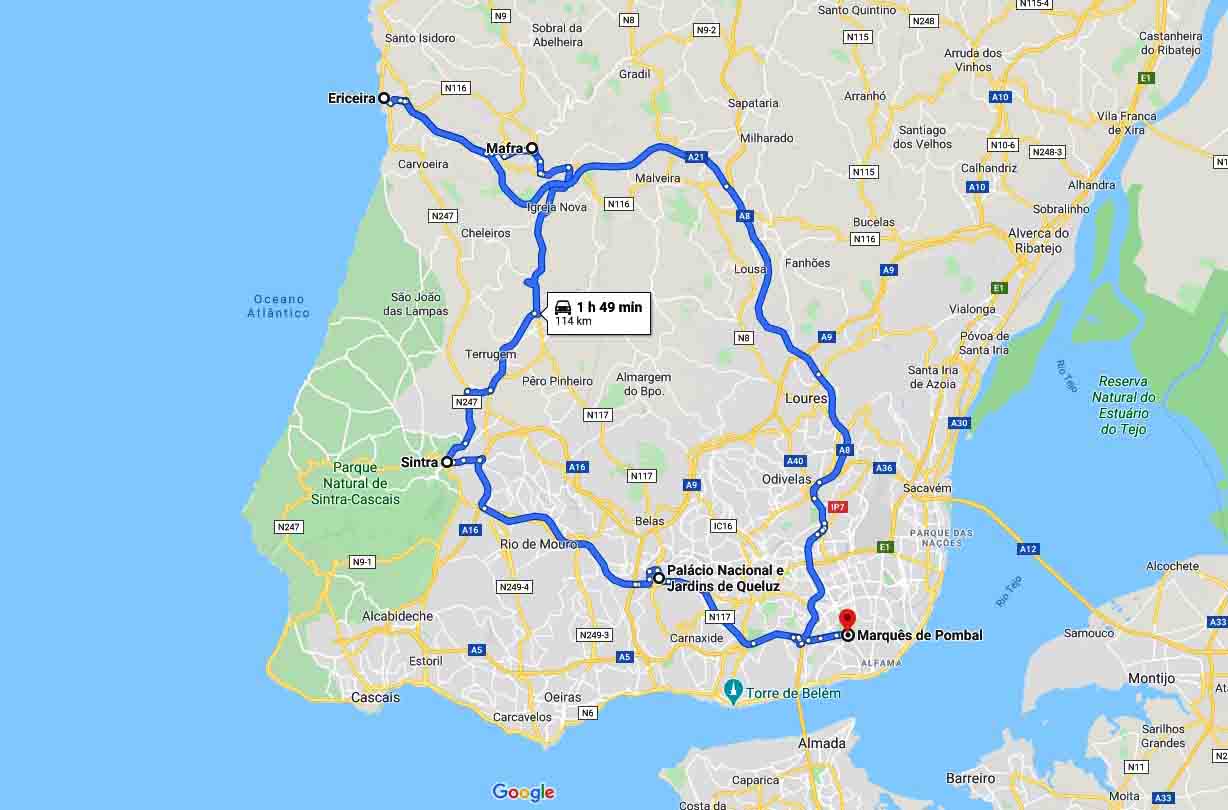 N9
N8
N9-2
Santo Quintino
N248
N115-4
Santo Isidoro
Sobral da
Abelheira
N115
Castanheira
do Ribatejo
Arruda dos
Vinhos
Gradil
E1
N116
Ericeira
Sapataria
Arranhó
A10
Vila Franca
de Xira
Santiago
dos Velhos
Milharado
Mafra
N10-6
N248-3
A21
Carvoeira
Calhandriz
N115
Malveira
A10
Alhandra
Igreja Nova
N116
Sobralinho
N247
A8
Bucelas
Cheleiros
N116
Alverca do
Ribatejo
Lousa
Fanhões
A9
E1
Oceano
Atlântico
São João
das Lampas
1 h 49 min
114 km
Vialonga
N8
A9
Póvoa de
Santa Iria
Terrugem
Santa Iria
de Azoia
Rio Tejo
Pêro Pinheiro
Almargem
do Bpo.
Reserva
Natural do
Estuário
do Tejo
N247
Loures
N117
A30
A8
Sintra
A16
A40
A36
Parque
Natural de
Sintra-Cascais
N117
A9
Odivelas
Sacavém
IP7
N247
A16
Belas
IC16
PARQUE DAS
NAÇÕES
Rio de Mouro
E1
A12
N9-1
Palácio Nacional e
Jardins de Queluz
Alcochete
N249-4
Rio Tejo
Alcabideche
N117
A33
N249-3
Carnaxide
Marquês de Pombal
Samouco
A5
A5
Estoril
ALFAMA
Montijo
Cascais
Oeiras
Torre de Belém
N6
Carcavelos
Sarilhos
Grandes
Almada
N11
Google
Caparica
Barreiro
Moita
A33
Costa da